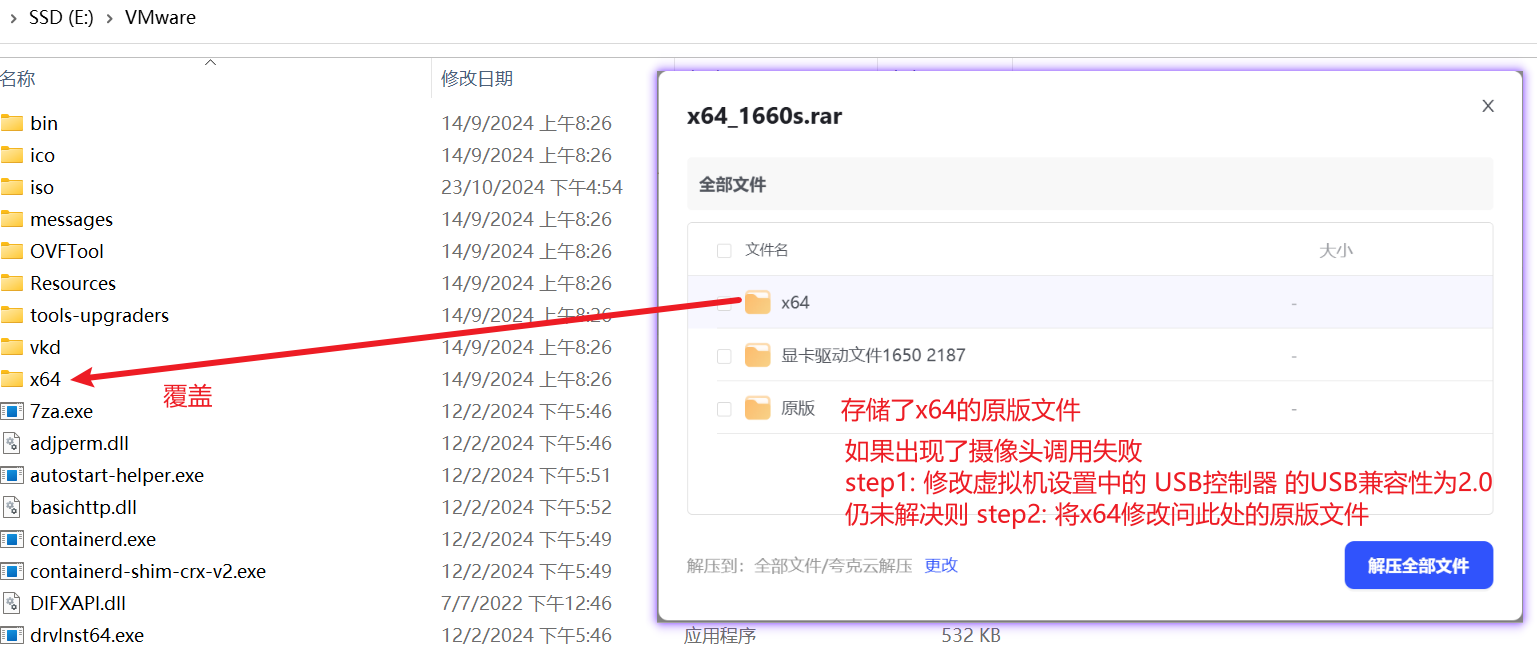 SSD (E:) VMware
名称 修改日期
bin 14/9/2024 上午8:26
ico 14/9/2024 上午8:26
iso 23/10/2024 下午4:54
messages 14/9/2024 上午8:26
OVFTool 14/9/2024 上午8:26
Resources 14/9/2024 上午8:26
tools-upgraders 14/9/2024 上午8:26
vkd 14/9/2024 上午8:26
x64 14/9/2024 上午8:26
覆盖
7za.exe 12/2/2024 下午5:46
adjperm.dll 12/2/2024 下午5:46
autostart-helper.exe 12/2/2024 下午5:51
basichttp.dll 12/2/2024 下午5:52
containerd.exe 12/2/2024 下午5:49
containerd-shim-crx-v2.exe 12/2/2024 下午5:49
DIFXAPI.dll 7/7/2022 下午12:46
drvInst64.exe 12/2/2024 下午5:46 应用程序 532 KB
x64_1660s.rar X
全部文件
文件名 大小
x64 -
显卡驱动文件1650 2187 -
原版 存储了x64的原版文件 -
如果出现了摄像头调用失败
step1: 修改虚拟机设置中的 USB控制器 的USB兼容性为2.0
仍未解决则 step2: 将x64修改问此处的原版文件
解压到：全部文件/夸克云解压 更改
解压全部文件